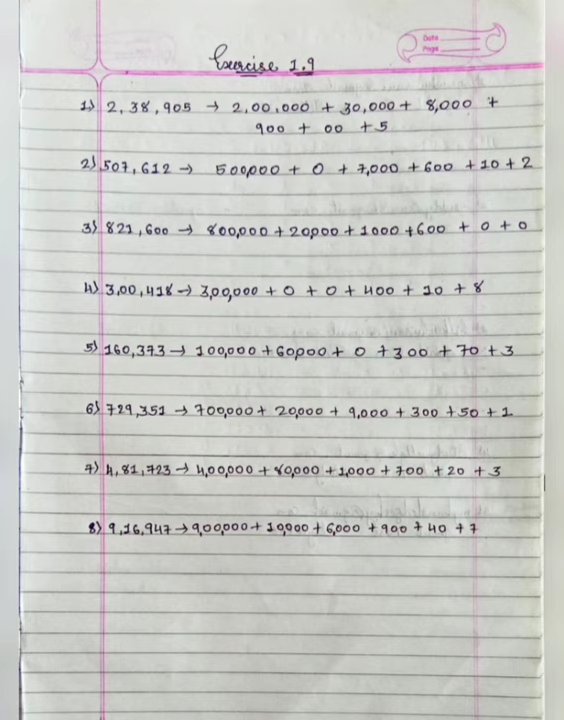 Date
Page
Exercise 1.9
1) 2,38,905 → 2,00,000 + 30,000 + 8,000 +
900 + 00 + 5
2) 507,612 → 500,000 + 0 + 7,000 + 600 + 10 + 2
3) 821,600 → 800,000 + 20,000 + 1000 + 600 + 0 + 0
4) 3,00,418 → 3,00,000 + 0 + 0 + 400 + 10 + 8
5) 160,373 → 100,000 + 60,000 + 0 + 300 + 70 + 3
6) 729,351 → 700,000 + 20,000 + 9,000 + 300 + 50 + 1
7) 4,81,723 → 4,00,000 + 80,000 + 1,000 + 700 + 20 + 3
8) 9,16,947 → 9,00,000 + 10,000 + 6,000 + 900 + 40 + 7